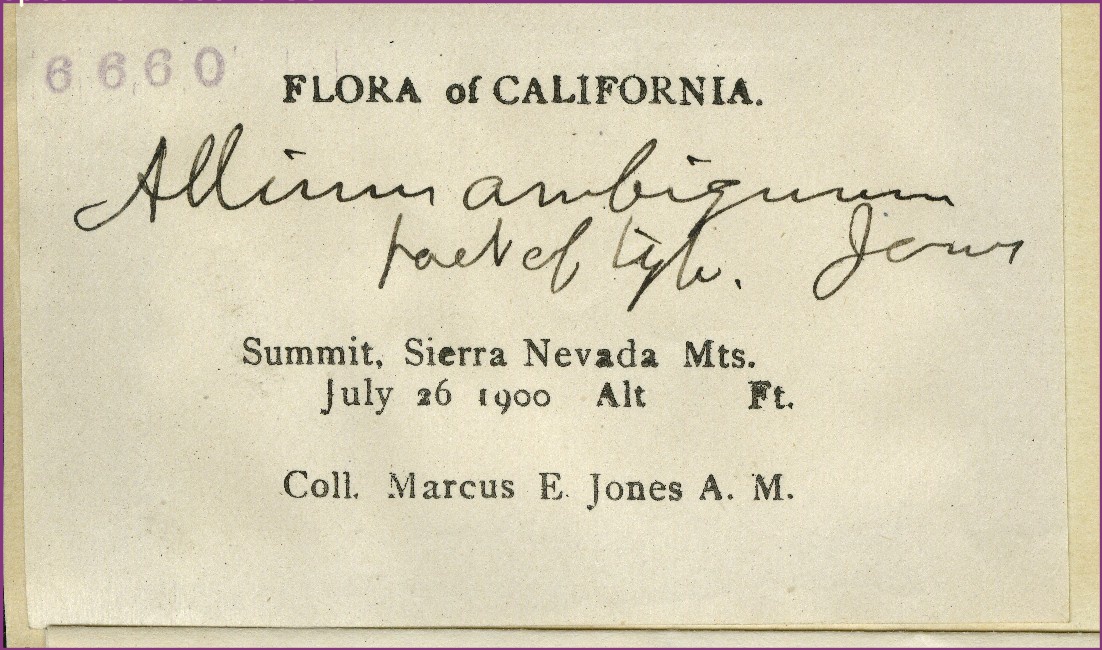 6660
FLORA of CALIFORNIA.
Allium ambiguum
part of type. Jones
Summit, Sierra Nevada Mts.
July 26 1900 Alt Ft.
Coll. Marcus E. Jones A. M.